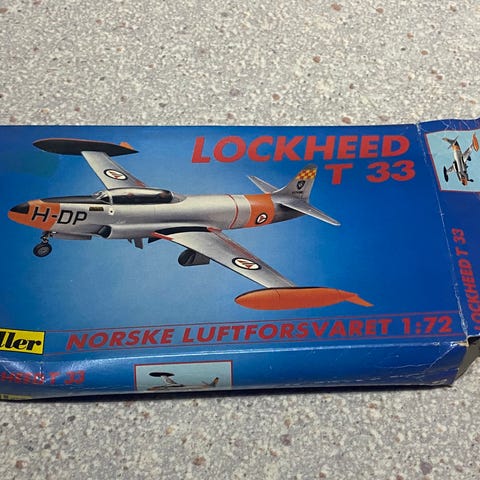 LOCKHEED
T 33
H-DP
ller
NORSKE LUFTFORSVARET 1:72
LOCKHEED T 33
T 33